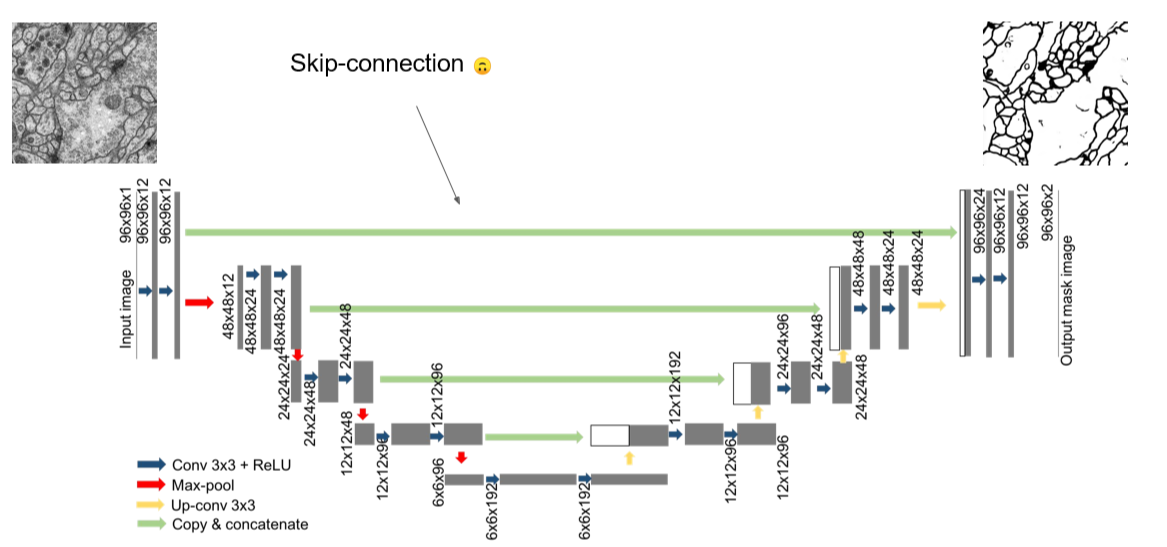 Skip-connection 🙃
Input image
96x96x1
96x96x12
96x96x12
48x48x12
48x48x24
48x48x24
24x24x24
24x24x48
24x24x48
12x12x48
12x12x96
12x12x96
6x6x96
6x6x192
6x6x192
12x12x192
12x12x96
12x12x96
24x24x96
24x24x48
24x24x48
48x48x48
48x48x24
48x48x24
96x96x24
96x96x12
96x96x12
96x96x2
Output mask image
Conv 3x3 + ReLU
Max-pool
Up-conv 3x3
Copy & concatenate